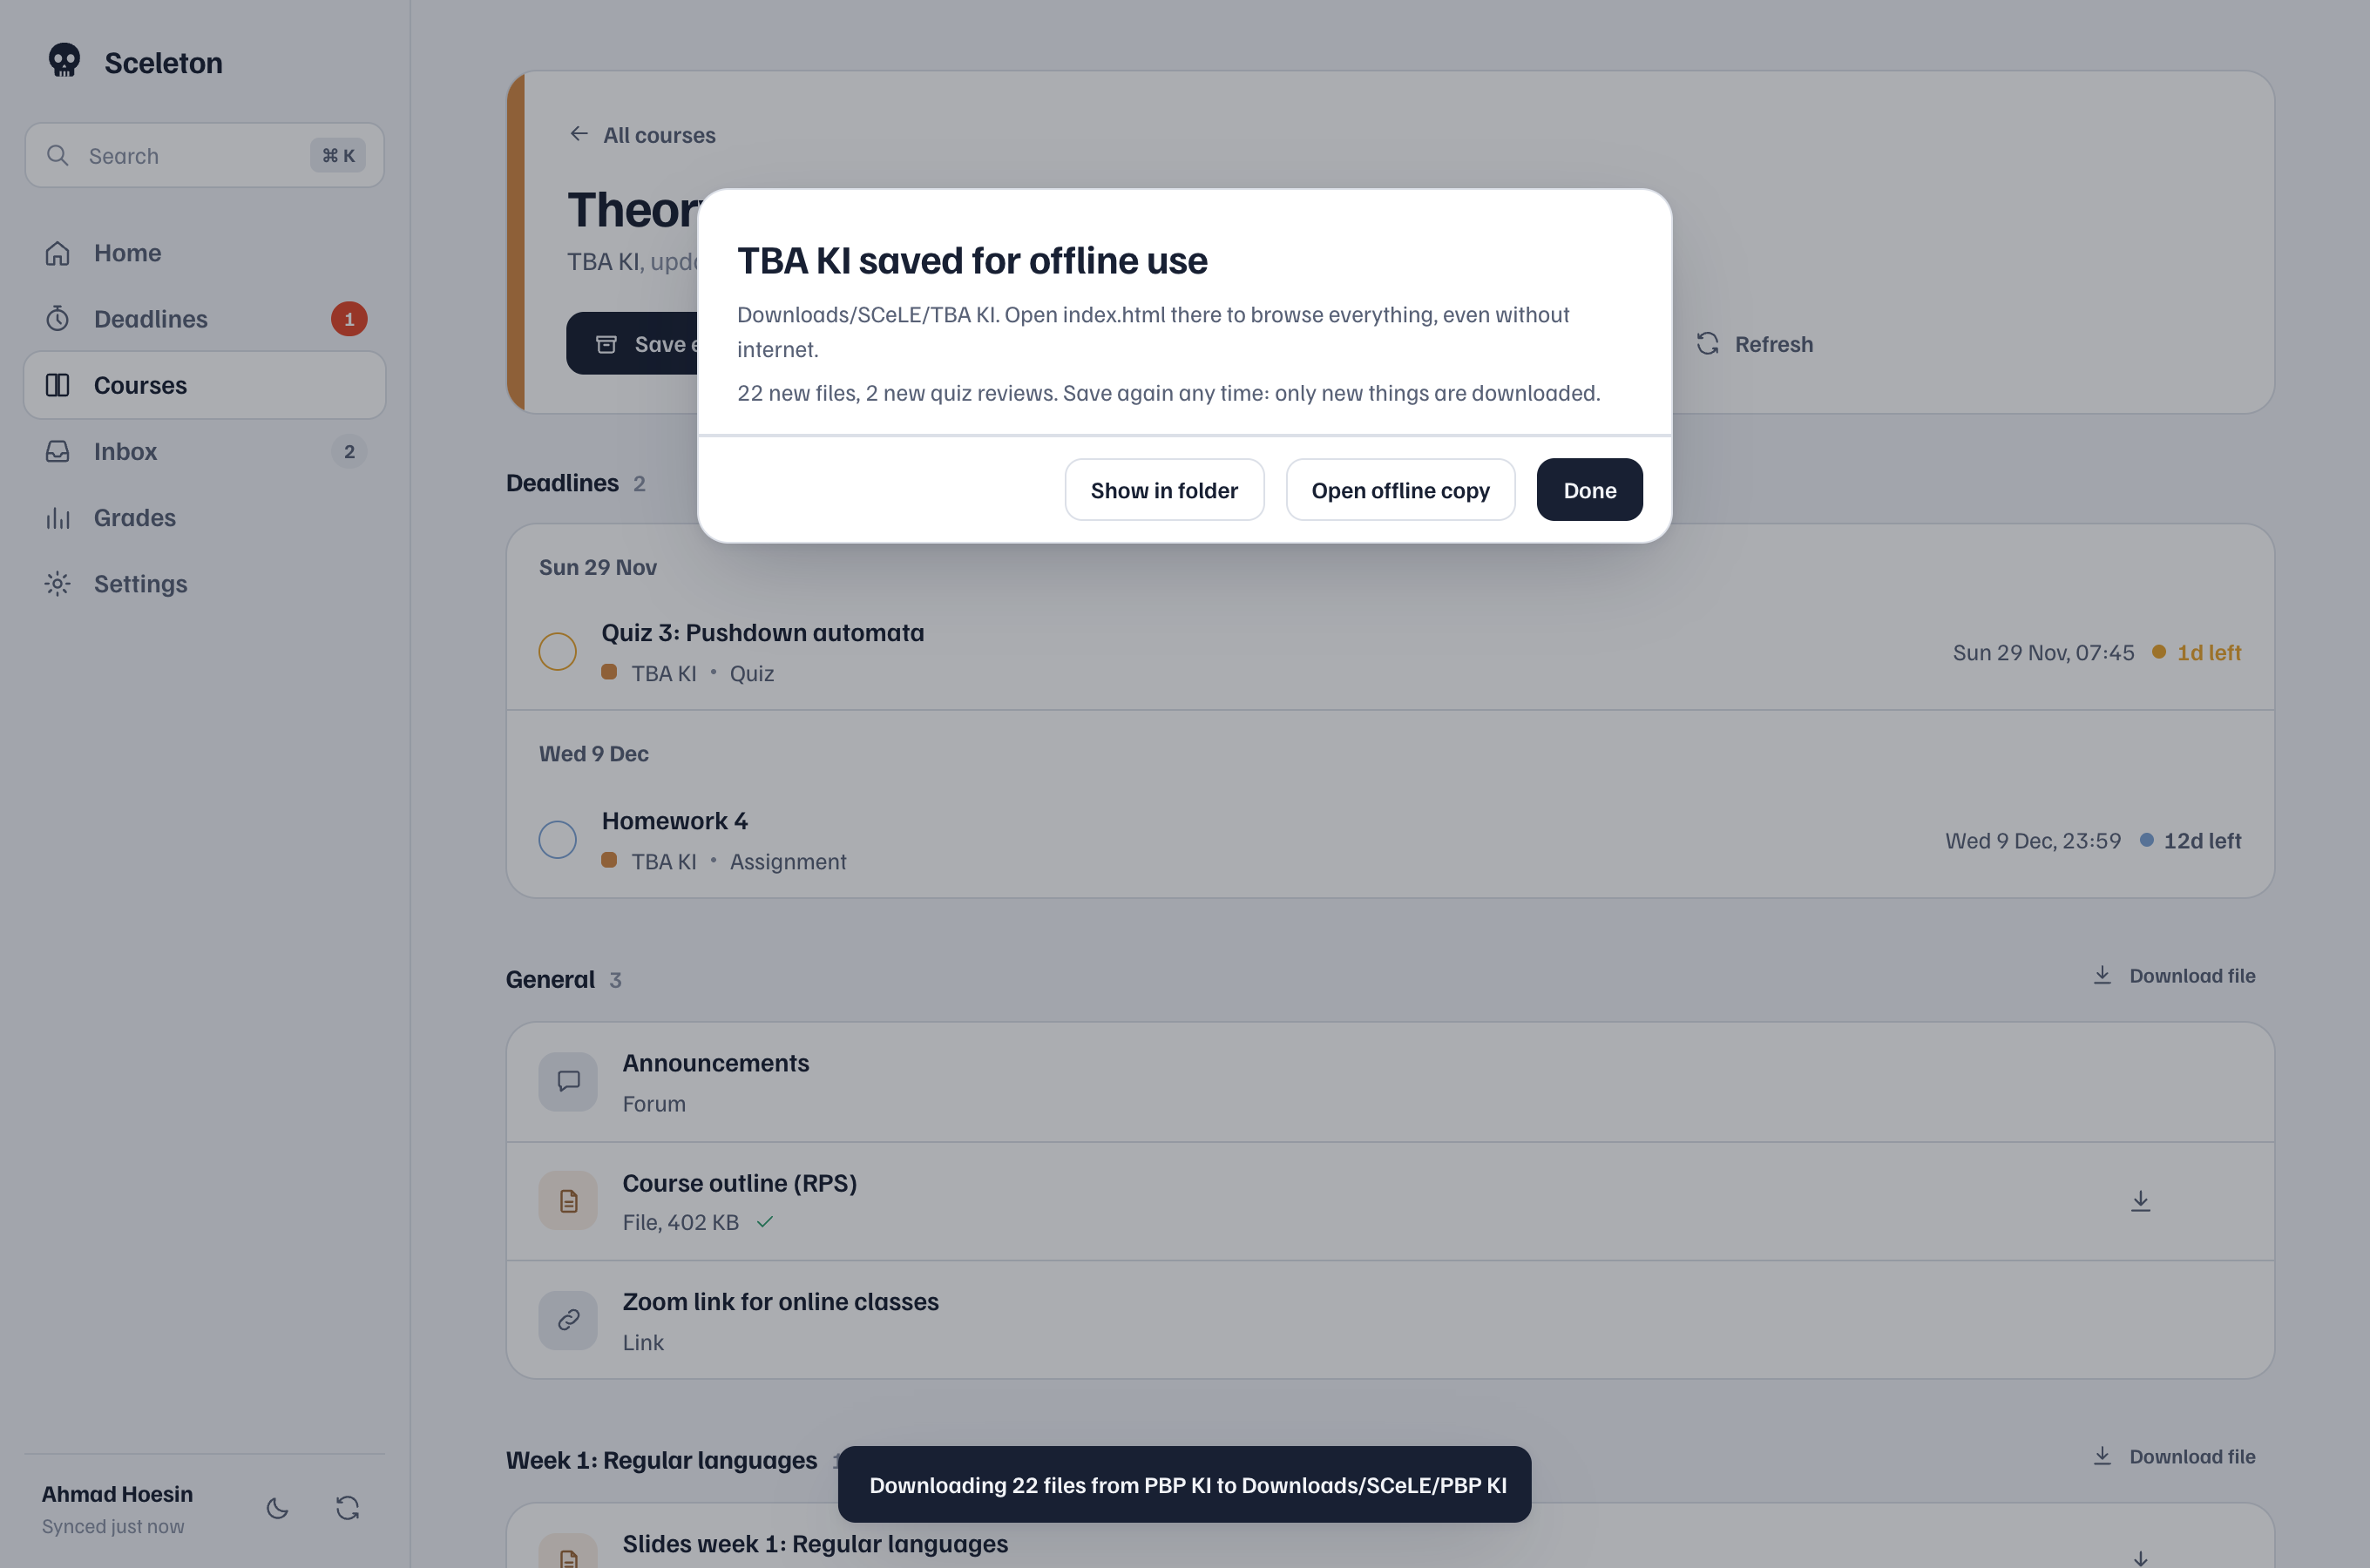 Sceleton
Search
⌘ K
Home
Deadlines 1
Courses
Inbox 2
Grades
Settings
Ahmad Hoesin
Synced just now
All courses
TBA KI,
Refresh
TBA KI saved for offline use
Downloads/SCeLE/TBA KI. Open index.html there to browse everything, even without
internet.
22 new files, 2 new quiz reviews. Save again any time: only new things are downloaded.
Show in folder
Open offline copy
Done
Deadlines 2
Sun 29 Nov
Quiz 3: Pushdown automata
TBA KI • Quiz
Sun 29 Nov, 07:45
1d left
Wed 9 Dec
Homework 4
TBA KI • Assignment
Wed 9 Dec, 23:59
12d left
General 3
Download file
Announcements
Forum
Course outline (RPS)
File, 402 KB
Zoom link for online classes
Link
Week 1: Regular languages
Download file
Slides week 1: Regular languages
Downloading 22 files from PBP KI to Downloads/SCeLE/PBP KI